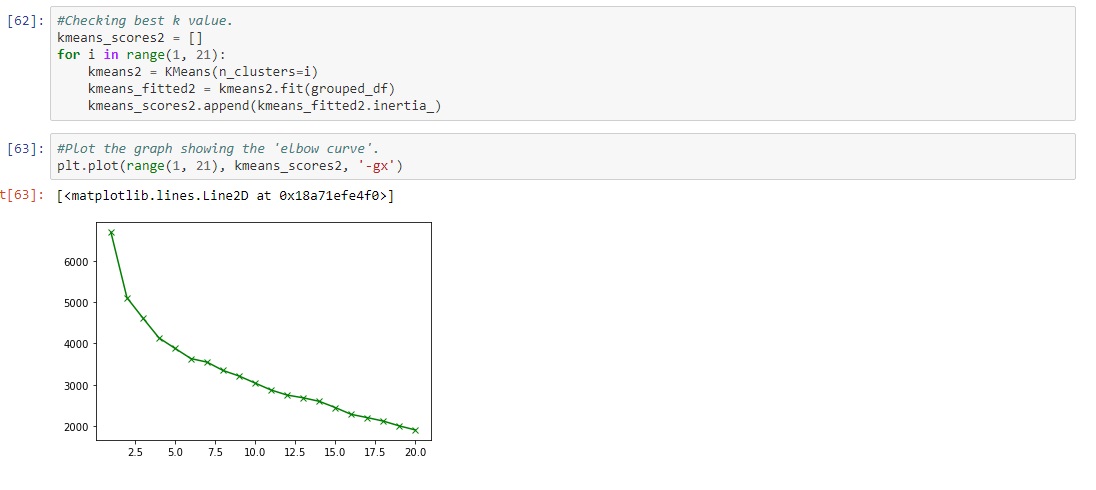 [62]: #Checking best k value.
kmeans_scores2 = []
for i in range(1, 21):
    kmeans2 = KMeans(n_clusters=i)
    kmeans_fitted2 = kmeans2.fit(grouped_df)
    kmeans_scores2.append(kmeans_fitted2.inertia_)
[63]: #Plot the graph showing the 'elbow curve'.
plt.plot(range(1, 21), kmeans_scores2, '-gx')
t[63]: [<matplotlib.lines.Line2D at 0x18a71efe4f0>]
6000
5000
4000
3000
2000
2.5 5.0 7.5 10.0 12.5 15.0 17.5 20.0